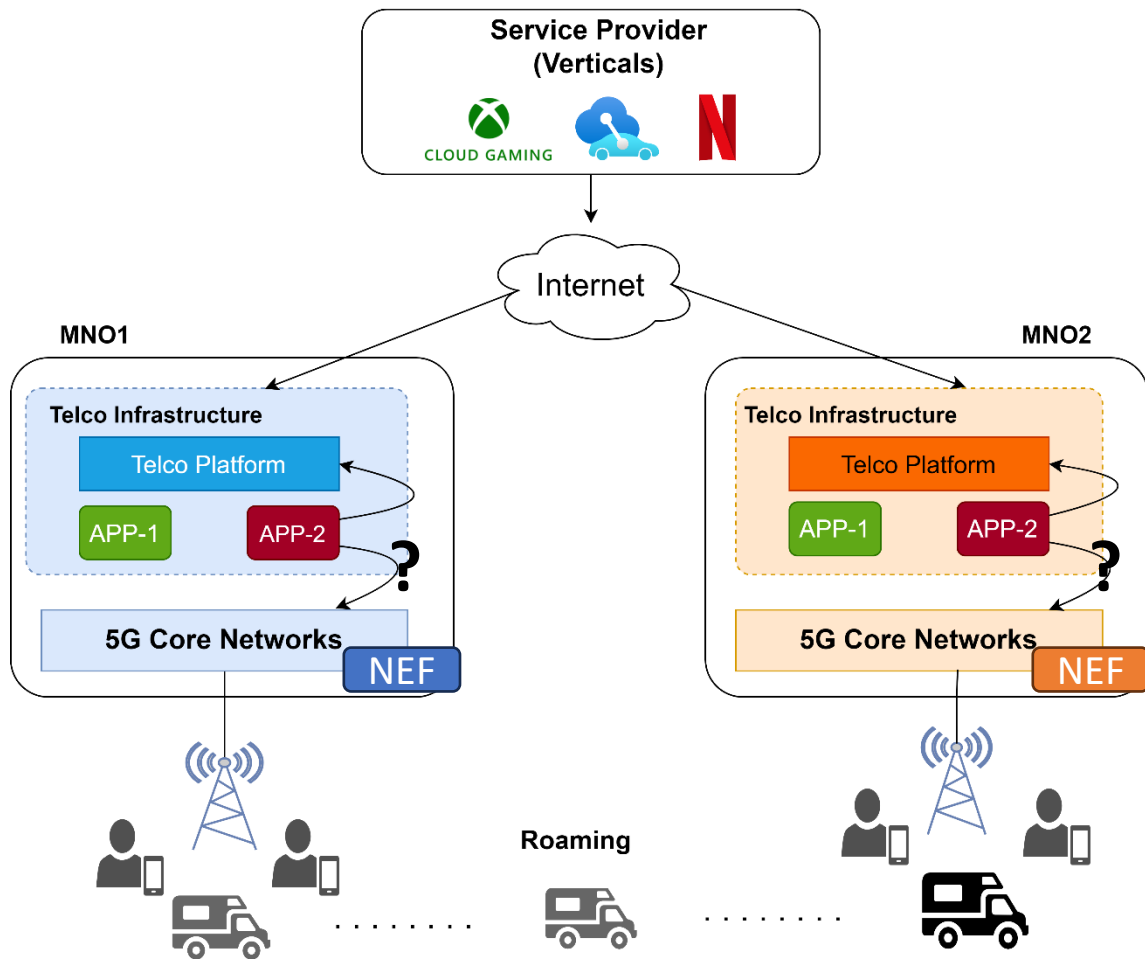 Service Provider
(Verticals)
CLOUD GAMING
N
Internet
MNO1
MNO2
Telco Infrastructure
Telco Platform
APP-1
APP-2
?
5G Core Networks
NEF
Telco Infrastructure
Telco Platform
APP-1
APP-2
?
5G Core Networks
NEF
Roaming